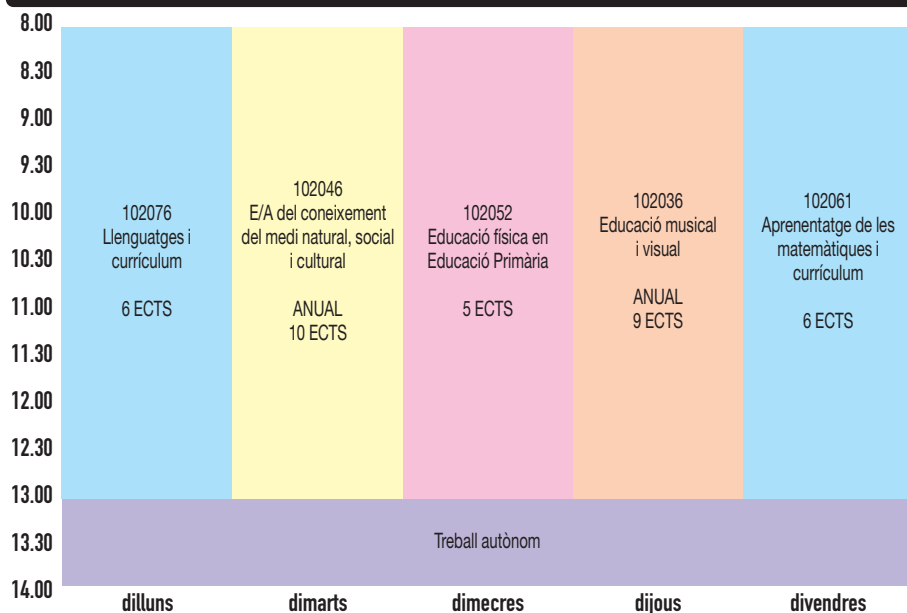 8.00
8.30
9.00
9.30
10.00
10.30
11.00
11.30
12.00
12.30
13.00
13.30
14.00
102076
Llenguatges i
currículum
6 ECTS
102046
E/A del coneixement
del medi natural, social
i cultural
ANUAL
10 ECTS
102052
Educació física en
Educació Primària
5 ECTS
102036
Educació musical
i visual
ANUAL
9 ECTS
102061
Aprenentatge de les
matemàtiques i
currículum
6 ECTS
Treball autònom
dilluns
dimarts
dimecres
dijous
divendres